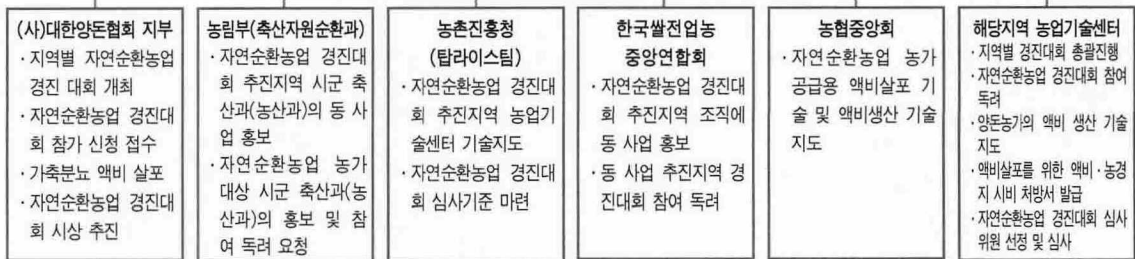 (사)대한양돈협회 지부
· 지역별 자연순환농업
경진 대회 개최
· 자연순환농업 경진대
회 참가 신청 접수
· 가축분뇨 액비 살포
· 자연순환농업 경진대
회 시상 추진
농림부(축산자원순환과)
· 자연순환농업 경진대
회 추진지역 시군 축
산과(농산과)의 동 사
업 홍보
· 자연순환농업 농가
대상 시군 축산과(농
산과)의 홍보 및 참
여 독려 요청
농촌진흥청
(탑라이스팀)
· 자연순환농업 경진대
회 추진지역 농업기
술센터 기술지도
· 자연순환농업 경진대
회 심사기준 마련
한국쌀전업농
중앙연합회
· 자연순환농업 경진대
회 추진지역 조직에
동 사업 홍보
· 동 사업 추진지역 경
진대회 참여 독려
농협중앙회
· 자연순환농업 농가
공급용 액비살포 기
술 및 액비생산 기술
지도
해당지역 농업기술센터
· 지역별 경진대회 총괄진행
· 자연순환농업 경진대회 참여
독려
· 양돈농가의 액비 생산 기술
지도
· 액비살포를 위한 액비 · 농경
지 시비 처방서 발급
· 자연순환농업 경진대회 심사
위원 선정 및 심사